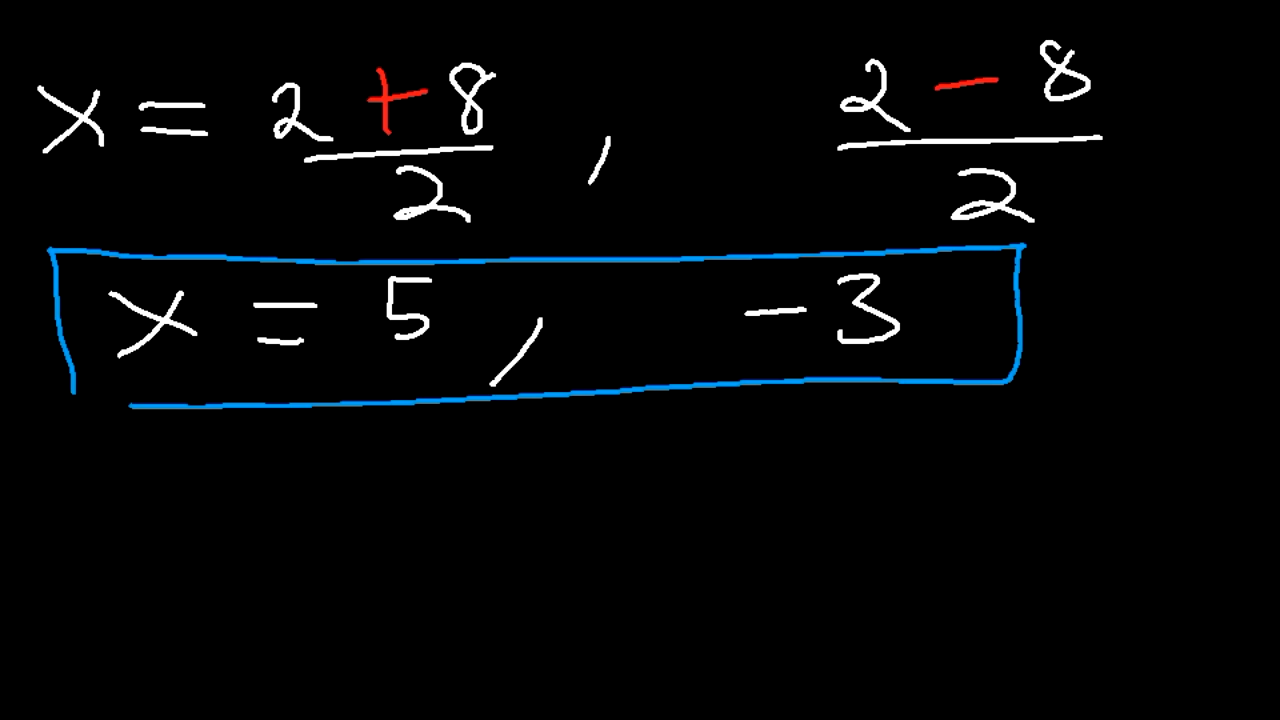 x = 2 + 8 / 2 , 2 - 8 / 2
x = 5 , - 3